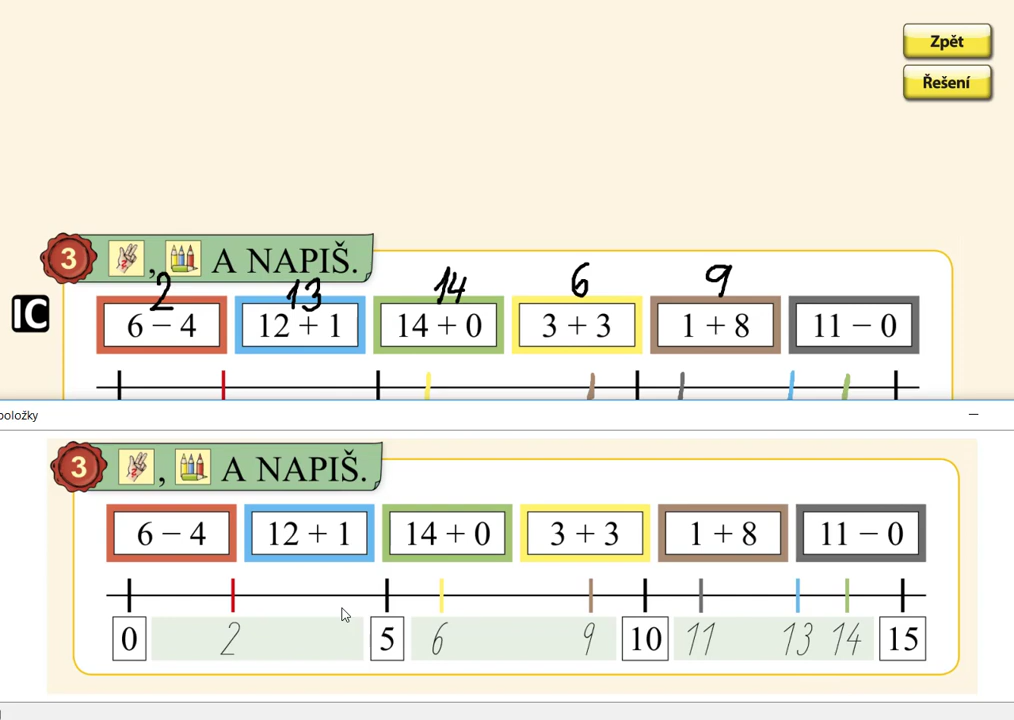 Zpět
Řešení
3 , A NAPIŠ.
2 13 14 6 9
IC
6 − 4 12 + 1 14 + 0 3 + 3 1 + 8 11 − 0
položky
3 , A NAPIŠ.
6 − 4 12 + 1 14 + 0 3 + 3 1 + 8 11 − 0
0 2 5 6 9 10 11 13 14 15